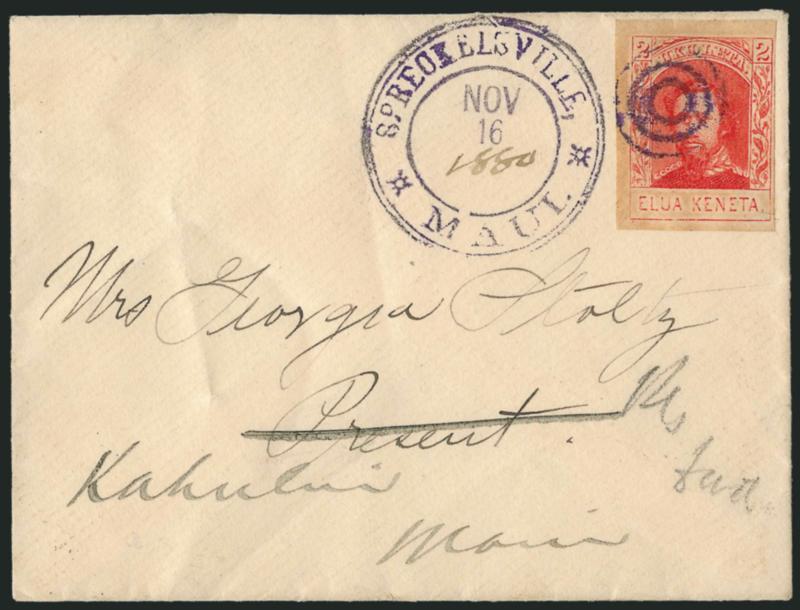 SPRECKELSVILLE,
NOV
16
1880
MAUI.
2 2
ELUA KENETA.
Mrs Georgia Stoltz
Present.
Kahului
Maui